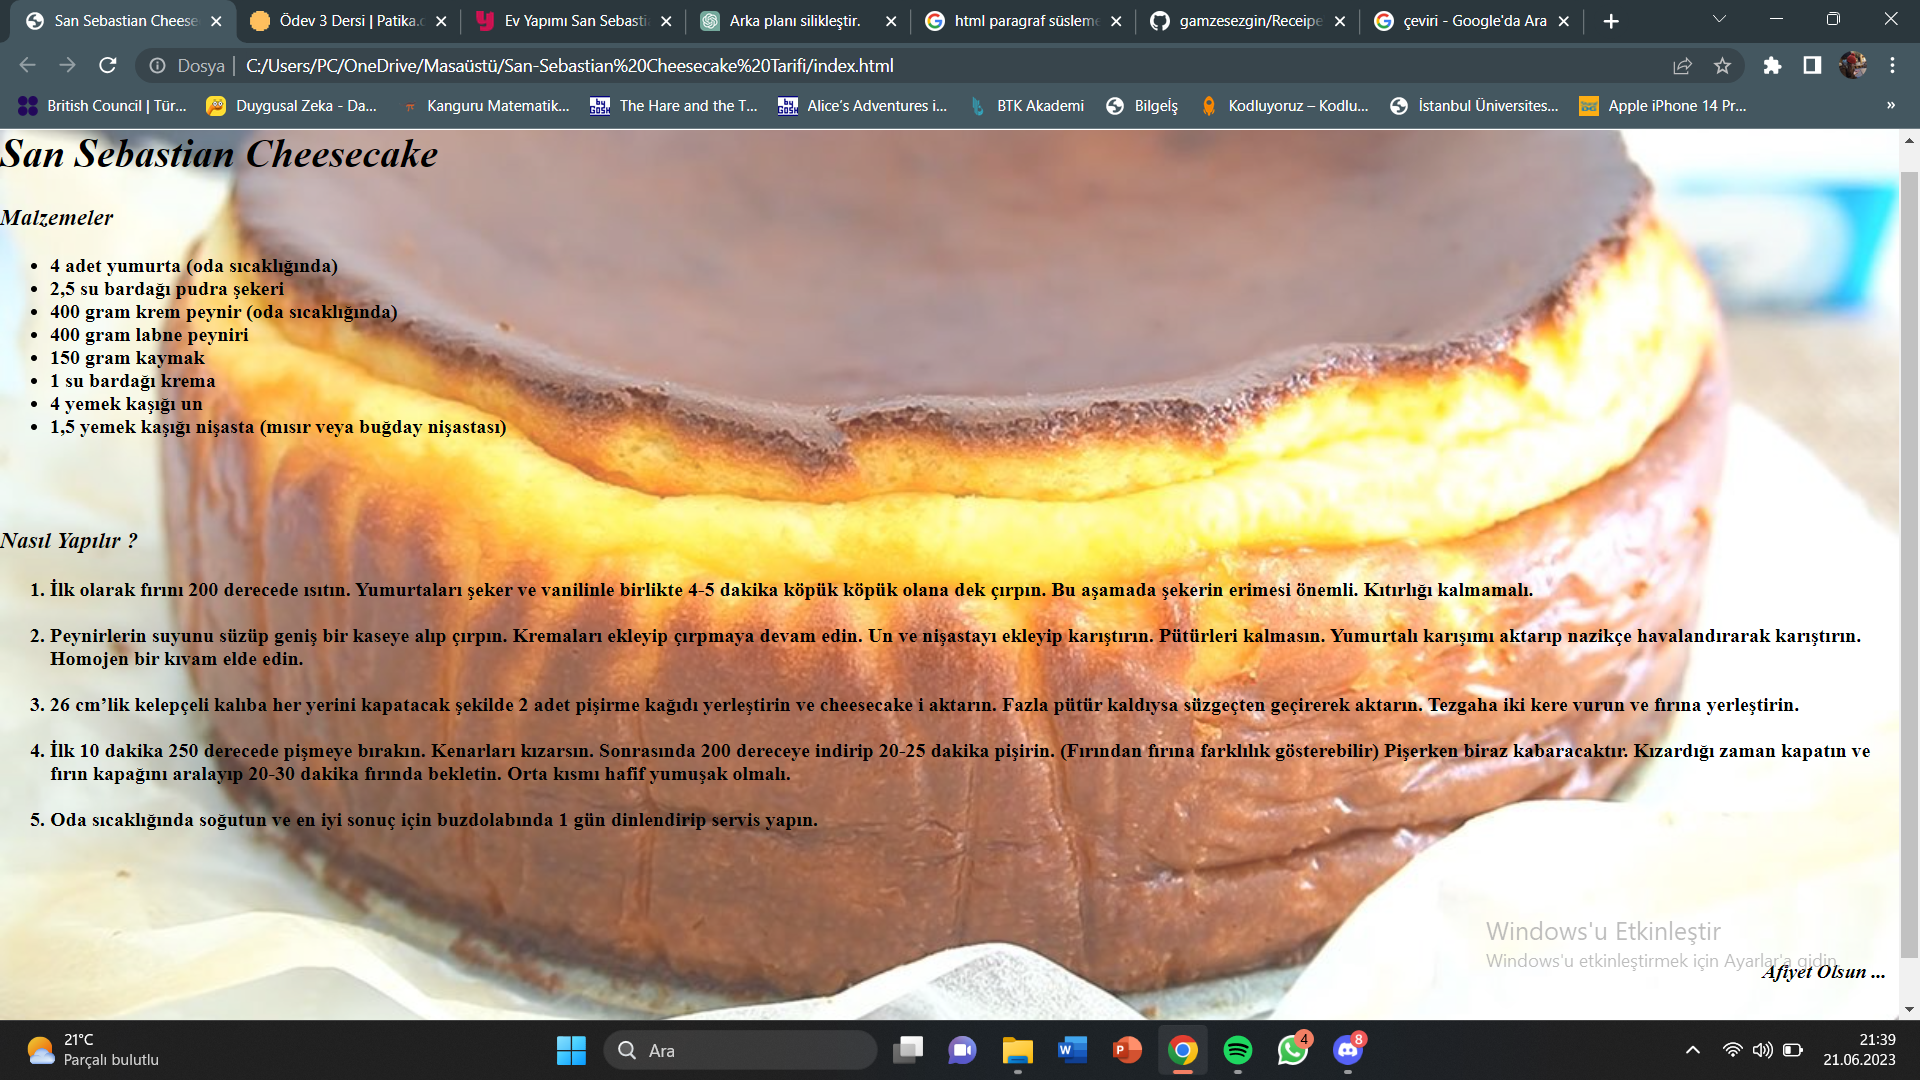 San Sebastian Cheese
Ödev 3 Dersi | Patika.c
Ev Yapımı San Sebasti
Arka planı silikleştir.
html paragraf süsleme
gamzesezgin/Receipe
çeviri - Google'da Ara
Dosya | C:/Users/PC/OneDrive/Masaüstü/San-Sebastian%20Cheesecake%20Tarifi/index.html
British Council | Tür...
Duygusal Zeka - Da...
Kanguru Matematik...
by Gosh
The Hare and the T...
by Gosh
Alice's Adventures i...
BTK Akademi
Bilgeİş
Kodluyoruz – Kodlu...
İstanbul Üniversites...
Apple iPhone 14 Pr...
»
San Sebastian Cheesecake
Malzemeler
• 4 adet yumurta (oda sıcaklığında)
• 2,5 su bardağı pudra şekeri
• 400 gram krem peynir (oda sıcaklığında)
• 400 gram labne peyniri
• 150 gram kaymak
• 1 su bardağı krema
• 4 yemek kaşığı un
• 1,5 yemek kaşığı nişasta (mısır veya buğday nişastası)
Nasıl Yapılır ?
1. İlk olarak fırını 200 derecede ısıtın. Yumurtaları şeker ve vanilinle birlikte 4-5 dakika köpük köpük olana dek çırpın. Bu aşamada şekerin erimesi önemli. Kıtırlığı kalmamalı.
2. Peynirlerin suyunu süzüp geniş bir kaseye alıp çırpın. Kremaları ekleyip çırpmaya devam edin. Un ve nişastayı ekleyip karıştırın. Pütürleri kalmasın. Yumurtalı karışımı aktarıp nazikçe havalandırarak karıştırın.
Homojen bir kıvam elde edin.
3. 26 cm’lik kelepçeli kalıba her yerini kapatacak şekilde 2 adet pişirme kağıdı yerleştirin ve cheesecake i aktarın. Fazla pütür kaldıysa süzgeçten geçirerek aktarın. Tezgaha iki kere vurun ve fırına yerleştirin.
4. İlk 10 dakika 250 derecede pişmeye bırakın. Kenarları kızarsın. Sonrasında 200 dereceye indirip 20-25 dakika pişirin. (Fırından fırına farklılık gösterebilir) Pişerken biraz kabaracaktır. Kızardığı zaman kapatın ve
fırın kapağını aralayıp 20-30 dakika fırında bekletin. Orta kısmı hafif yumuşak olmalı.
5. Oda sıcaklığında soğutun ve en iyi sonuç için buzdolabında 1 gün dinlendirip servis yapın.
Windows'u Etkinleştir
Windows'u etkinleştirmek için Ayarlar'a gidin.
Afiyet Olsun ...
21°C
Parçalı bulutlu
Ara
W
P
4
8
21:39
21.06.2023